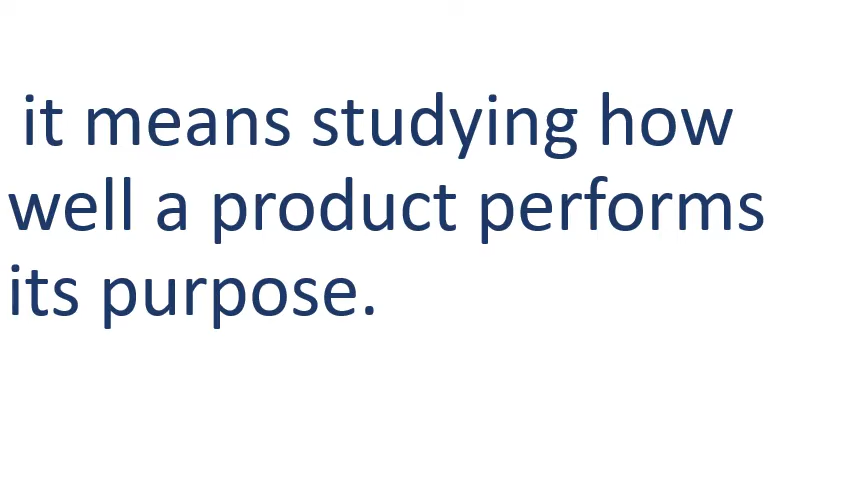 it means studying how
well a product performs
its purpose.